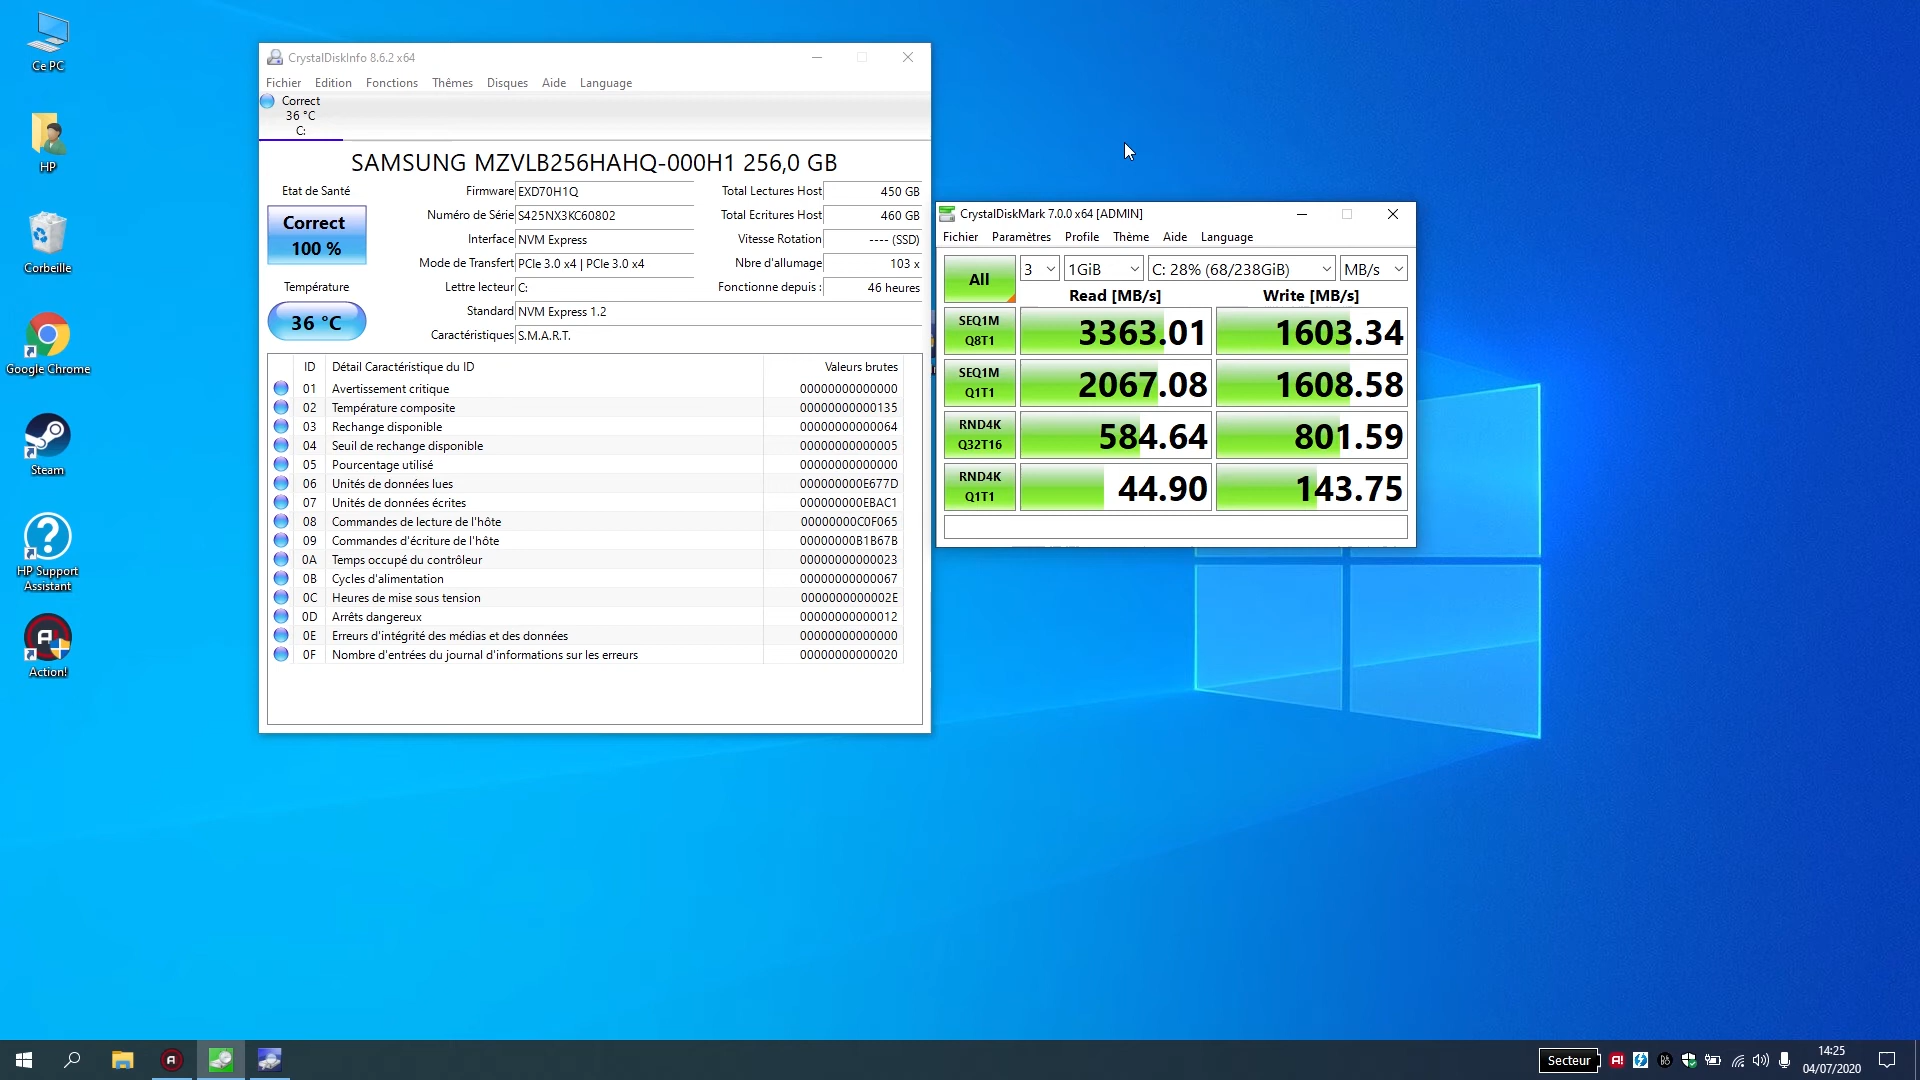 Ce PC
HP
Corbeille
Google Chrome
Steam
HP Support
Assistant
Action!
CrystalDiskInfo 8.6.2 x64
Fichier Edition Fonctions Thèmes Disques Aide Language
Correct
36 °C
C:
SAMSUNG MZVLB256HAHQ-000H1 256,0 GB
Etat de Santé
Correct
100 %
Température
36 °C
Firmware EXD70H1Q
Numéro de Série S425NX3KC60802
Interface NVM Express
Mode de Transfert PCIe 3.0 x4 | PCIe 3.0 x4
Lettre lecteur C:
Standard NVM Express 1.2
Caractéristiques S.M.A.R.T.
Total Lectures Host 450 GB
Total Ecritures Host 460 GB
Vitesse Rotation ---- (SSD)
Nbre d'allumage 103 x
Fonctionne depuis : 46 heures
ID Détail Caractéristique du ID Valeurs brutes
01 Avertissement critique 00000000000000
02 Température composite 00000000000135
03 Rechange disponible 00000000000064
04 Seuil de rechange disponible 00000000000005
05 Pourcentage utilisé 00000000000000
06 Unités de données lues 000000000E677D
07 Unités de données écrites 000000000EBAC1
08 Commandes de lecture de l'hôte 00000000C0F065
09 Commandes d'écriture de l'hôte 00000000B1B67B
0A Temps occupé du contrôleur 00000000000023
0B Cycles d'alimentation 00000000000067
0C Heures de mise sous tension 0000000000002E
0D Arrêts dangereux 00000000000012
0E Erreurs d'intégrité des médias et des données 00000000000000
0F Nombre d'entrées du journal d'informations sur les erreurs 00000000000020
CrystalDiskMark 7.0.0 x64 [ADMIN]
Fichier Paramètres Profile Thème Aide Language
All 3 1GiB C: 28% (68/238GiB) MB/s
Read [MB/s] Write [MB/s]
SEQ1M
Q8T1 3363.01 1603.34
SEQ1M
Q1T1 2067.08 1608.58
RND4K
Q32T16 584.64 801.59
RND4K
Q1T1 44.90 143.75
Secteur
14:25
04/07/2020